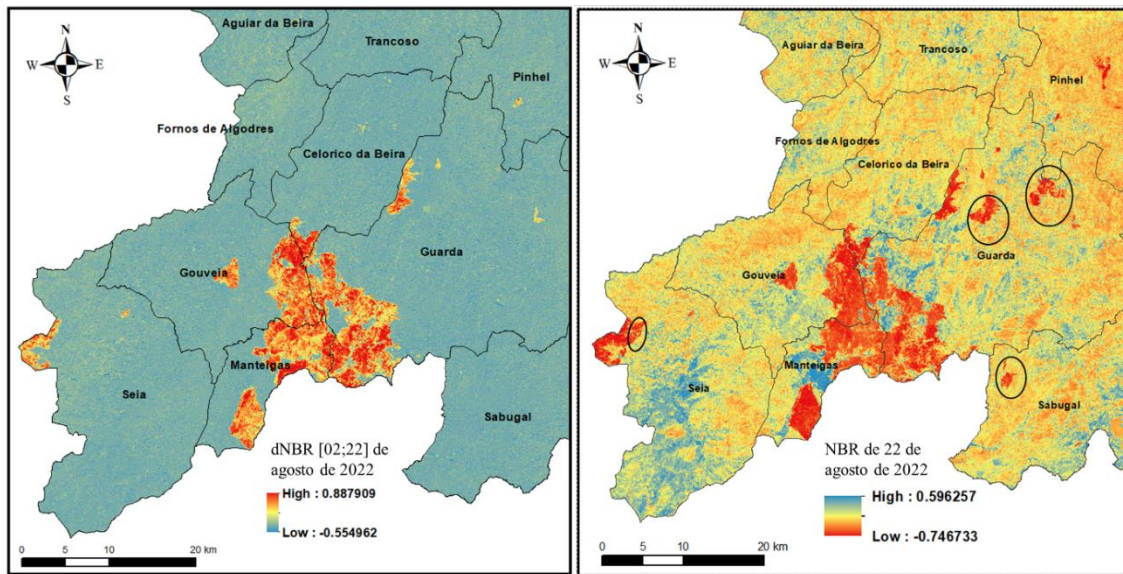 Aguiar da Beira
Trancoso
Pinhel
N
W E
S
Fornos de Algodres
Celorico da Beira
Guarda
Gouveia
Manteigas
Seia
Sabugal
dNBR [02;22] de
agosto de 2022
High : 0.887909
Low : -0.554962
0 5 10 20 km
Aguiar da Beira
Trancoso
Pinhel
N
W E
S
Fornos de Algodres
Celorico da Beira
Guarda
Gouveia
Manteigas
Seia
Sabugal
NBR de 22 de
agosto de 2022
High : 0.596257
Low : -0.746733
0 5 10 20 km